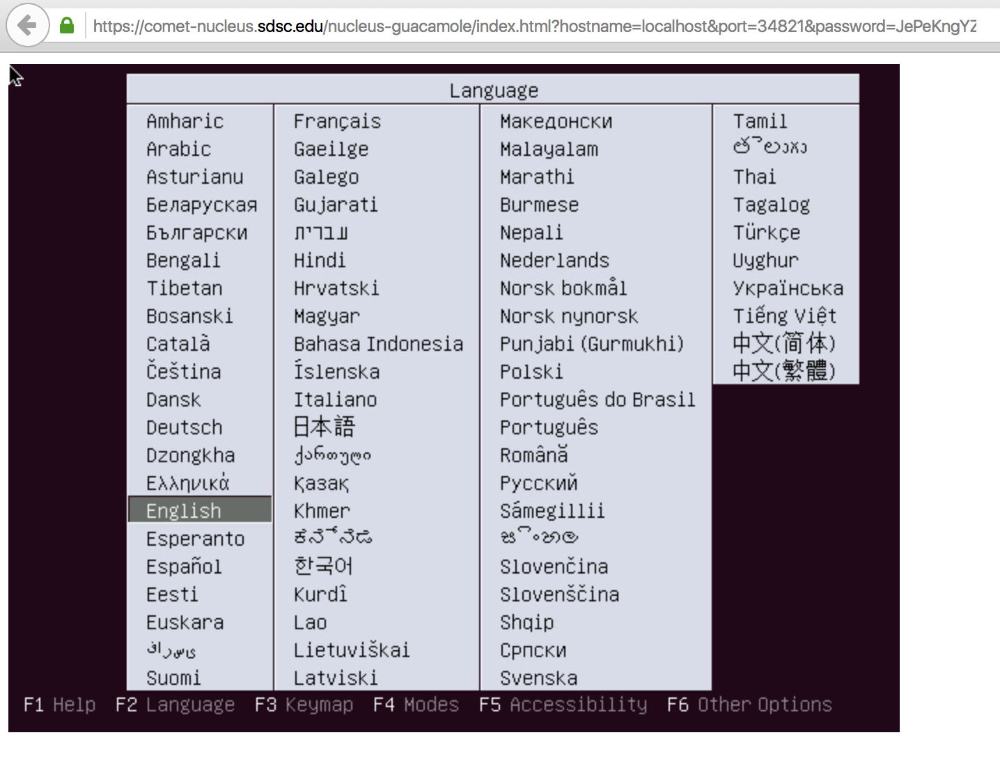 https://comet-nucleus.sdsc.edu/nucleus-guacamole/index.html?hostname=localhost&port=34821&password=JePeKngYZ
Language
Amharic
Arabic
Asturianu
Беларуская
Български
Bengali
Tibetan
Bosanski
Català
Čeština
Dansk
Deutsch
Dzongkha
Ελληνικά
English
Esperanto
Español
Eesti
Euskara
فارسی
Suomi
Français
Gaeilge
Galego
Gujarati
עברית
Hindi
Hrvatski
Magyar
Bahasa Indonesia
Íslenska
Italiano
日本語
ქართული
Қазақ
Khmer
ಕನ್ನಡ
한국어
Kurdî
Lao
Lietuviškai
Latviski
Македонски
Malayalam
Marathi
Burmese
Nepali
Nederlands
Norsk bokmål
Norsk nynorsk
Punjabi (Gurmukhi)
Polski
Português do Brasil
Português
Română
Русский
Sámegillii
සිංහල
Slovenčina
Slovenščina
Shqip
Српски
Svenska
Tamil
తెలుగు
Thai
Tagalog
Türkçe
Uyghur
Українська
Tiếng Việt
中文(简体)
中文(繁體)
F1 Help F2 Language F3 Keymap F4 Modes F5 Accessibility F6 Other Options